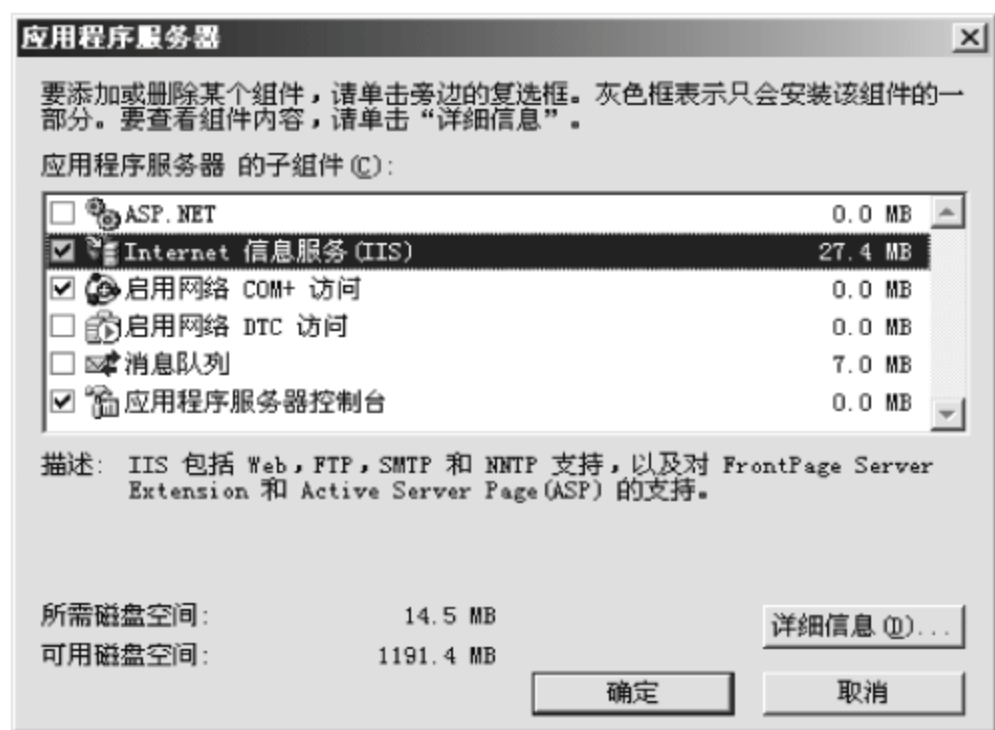 应用程序服务器
要添加或删除某个组件，请单击旁边的复选框。灰色框表示只会安装该组件的一
部分。要查看组件内容，请单击“详细信息”。
应用程序服务器 的子组件(C):
ASP.NET 0.0 MB
Internet 信息服务(IIS) 27.4 MB
启用网络 COM+ 访问 0.0 MB
启用网络 DTC 访问 0.0 MB
消息队列 7.0 MB
应用程序服务器控制台 0.0 MB
描述: IIS 包括 Web，FTP，SMTP 和 NNTP 支持，以及对 FrontPage Server
Extension 和 Active Server Page(ASP) 的支持。
所需磁盘空间: 14.5 MB
详细信息(D)...
可用磁盘空间: 1191.4 MB
确定 取消